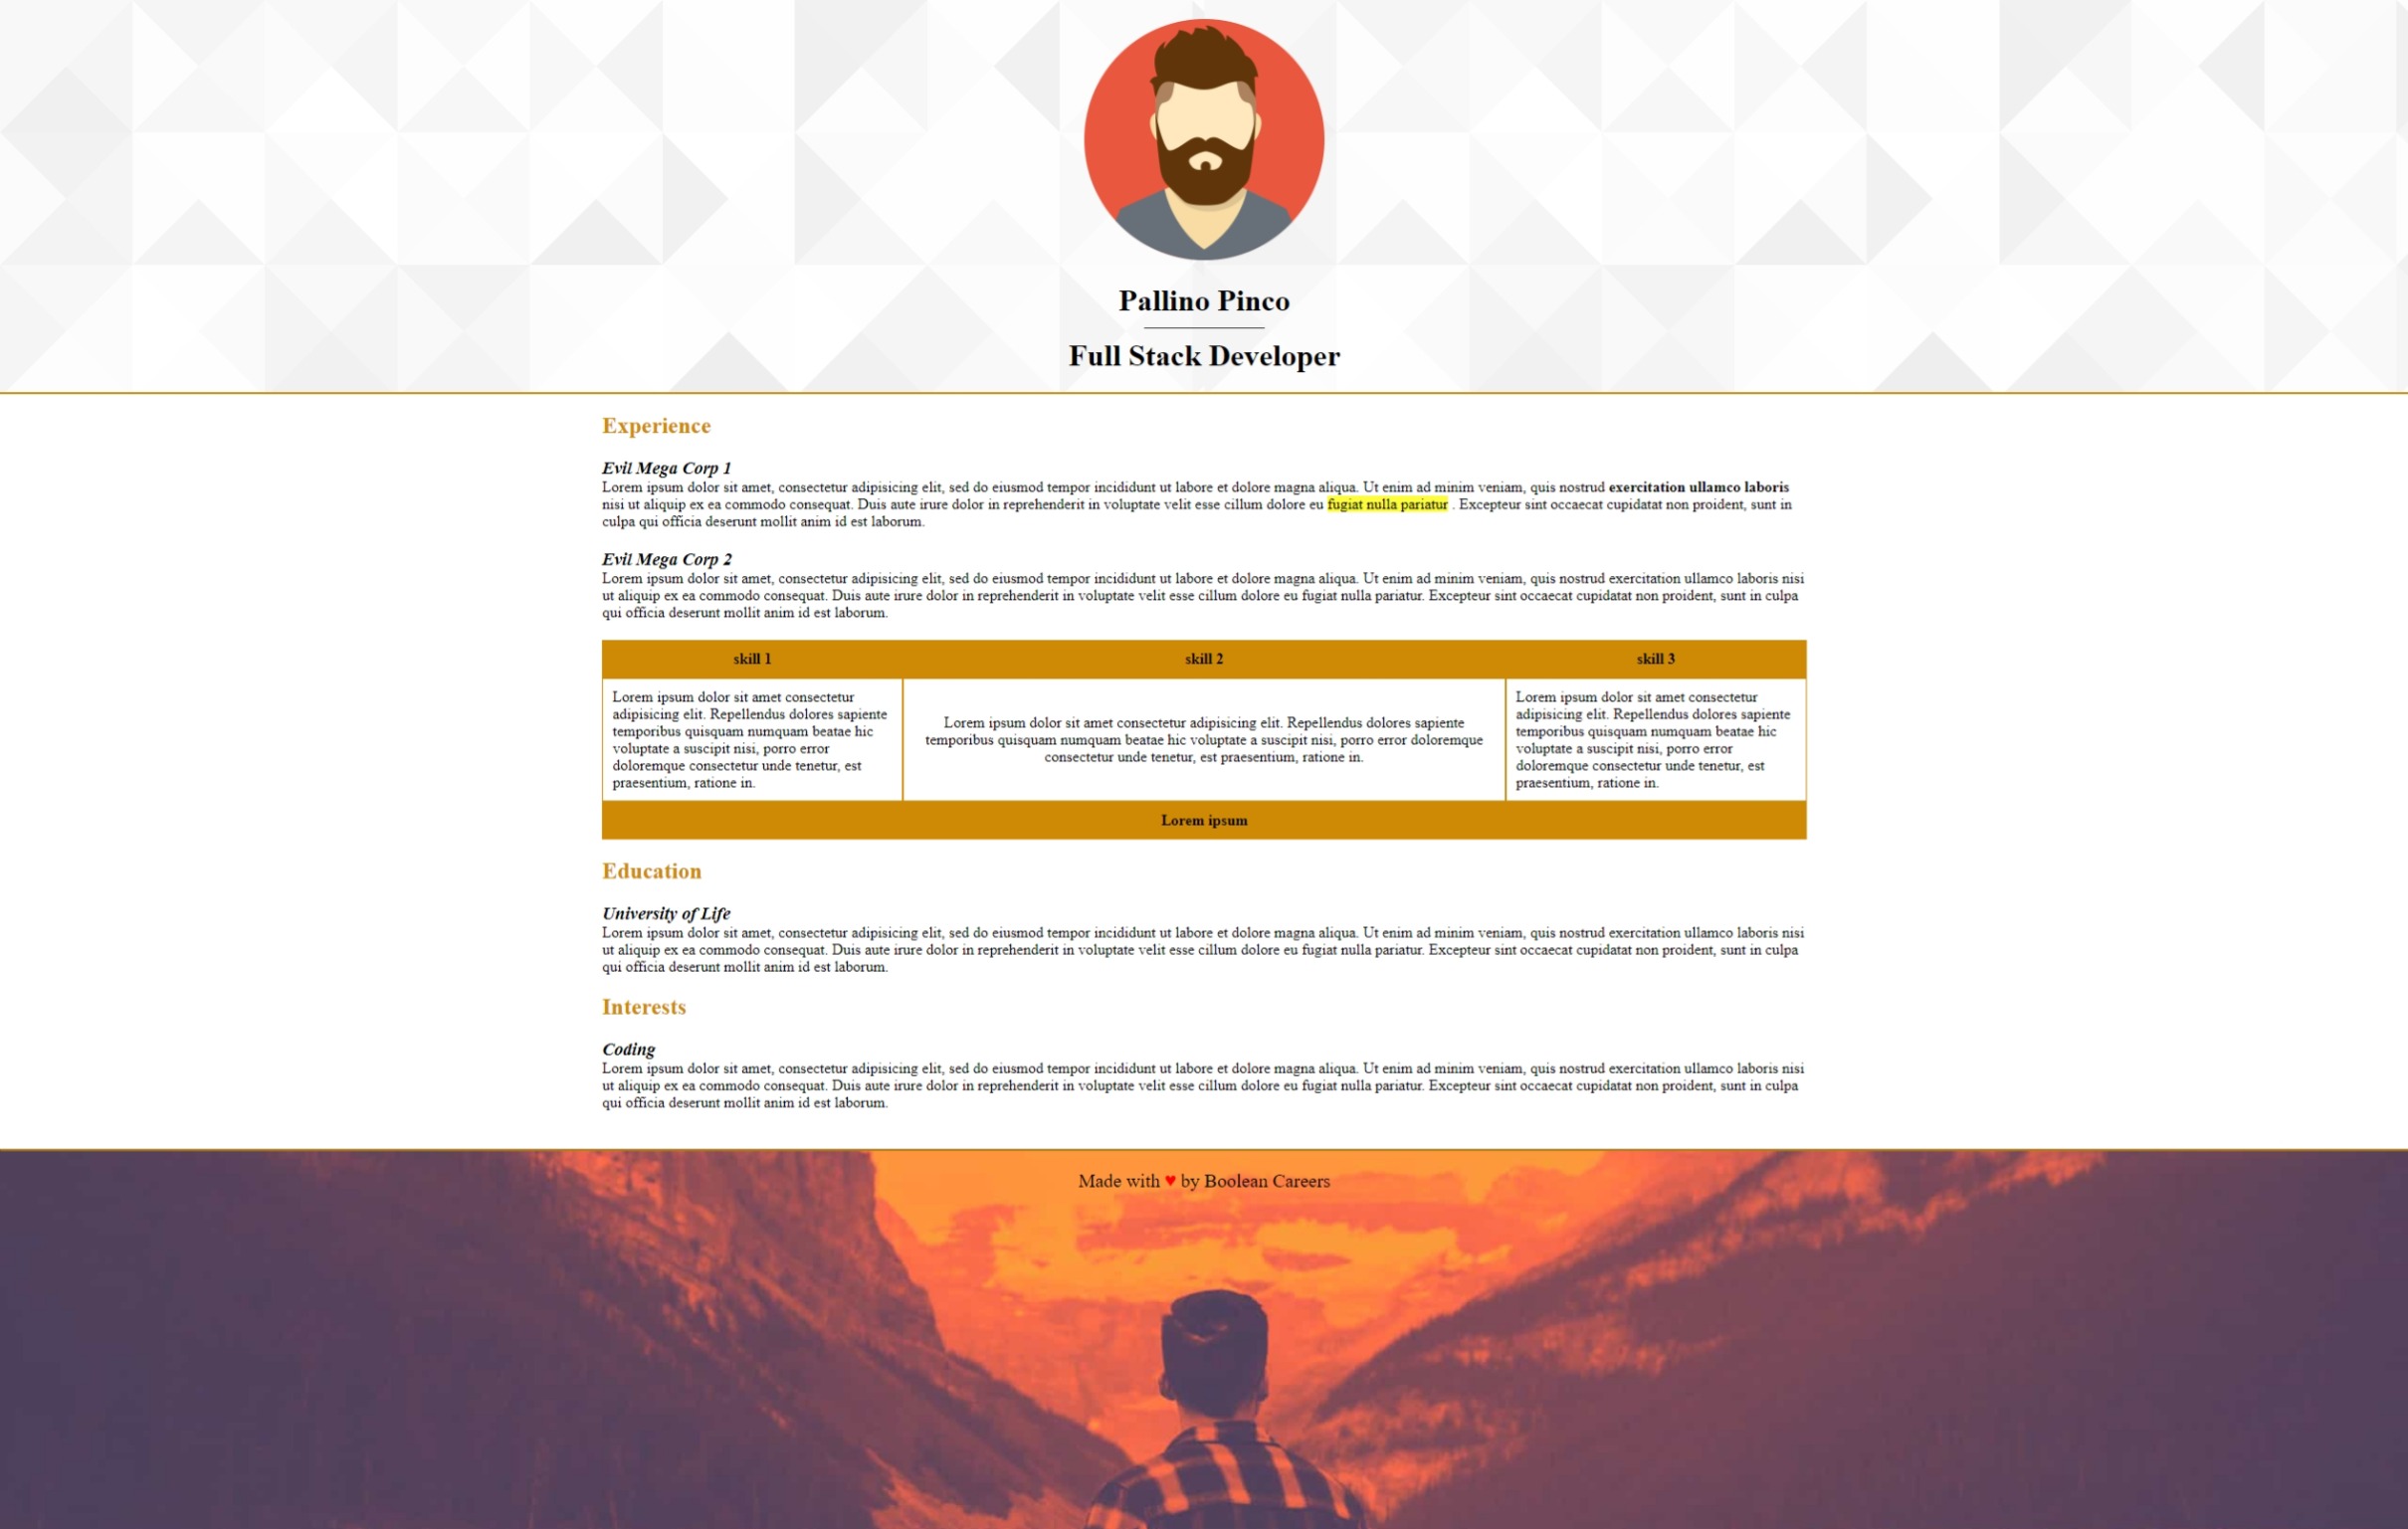 Pallino Pinco
Full Stack Developer
Experience
Evil Mega Corp 1
Lorem ipsum dolor sit amet, consectetur adipisicing elit, sed do eiusmod tempor incididunt ut labore et dolore magna aliqua. Ut enim ad minim veniam, quis nostrud exercitation ullamco laboris
nisi ut aliquip ex ea commodo consequat. Duis aute irure dolor in reprehenderit in voluptate velit esse cillum dolore eu fugiat nulla pariatur . Excepteur sint occaecat cupidatat non proident, sunt in
culpa qui officia deserunt mollit anim id est laborum.
Evil Mega Corp 2
Lorem ipsum dolor sit amet, consectetur adipisicing elit, sed do eiusmod tempor incididunt ut labore et dolore magna aliqua. Ut enim ad minim veniam, quis nostrud exercitation ullamco laboris nisi
ut aliquip ex ea commodo consequat. Duis aute irure dolor in reprehenderit in voluptate velit esse cillum dolore eu fugiat nulla pariatur. Excepteur sint occaecat cupidatat non proident, sunt in culpa
qui officia deserunt mollit anim id est laborum.
skill 1
skill 2
skill 3
Lorem ipsum dolor sit amet consectetur
adipisicing elit. Repellendus dolores sapiente
temporibus quisquam numquam beatae hic
voluptate a suscipit nisi, porro error
doloremque consectetur unde tenetur, est
praesentium, ratione in.
Lorem ipsum dolor sit amet consectetur adipisicing elit. Repellendus dolores sapiente
temporibus quisquam numquam beatae hic voluptate a suscipit nisi, porro error doloremque
consectetur unde tenetur, est praesentium, ratione in.
Lorem ipsum dolor sit amet consectetur
adipisicing elit. Repellendus dolores sapiente
temporibus quisquam numquam beatae hic
voluptate a suscipit nisi, porro error
doloremque consectetur unde tenetur, est
praesentium, ratione in.
Lorem ipsum
Education
University of Life
Lorem ipsum dolor sit amet, consectetur adipisicing elit, sed do eiusmod tempor incididunt ut labore et dolore magna aliqua. Ut enim ad minim veniam, quis nostrud exercitation ullamco laboris nisi
ut aliquip ex ea commodo consequat. Duis aute irure dolor in reprehenderit in voluptate velit esse cillum dolore eu fugiat nulla pariatur. Excepteur sint occaecat cupidatat non proident, sunt in culpa
qui officia deserunt mollit anim id est laborum.
Interests
Coding
Lorem ipsum dolor sit amet, consectetur adipisicing elit, sed do eiusmod tempor incididunt ut labore et dolore magna aliqua. Ut enim ad minim veniam, quis nostrud exercitation ullamco laboris nisi
ut aliquip ex ea commodo consequat. Duis aute irure dolor in reprehenderit in voluptate velit esse cillum dolore eu fugiat nulla pariatur. Excepteur sint occaecat cupidatat non proident, sunt in culpa
qui officia deserunt mollit anim id est laborum.
Made with ♥ by Boolean Careers